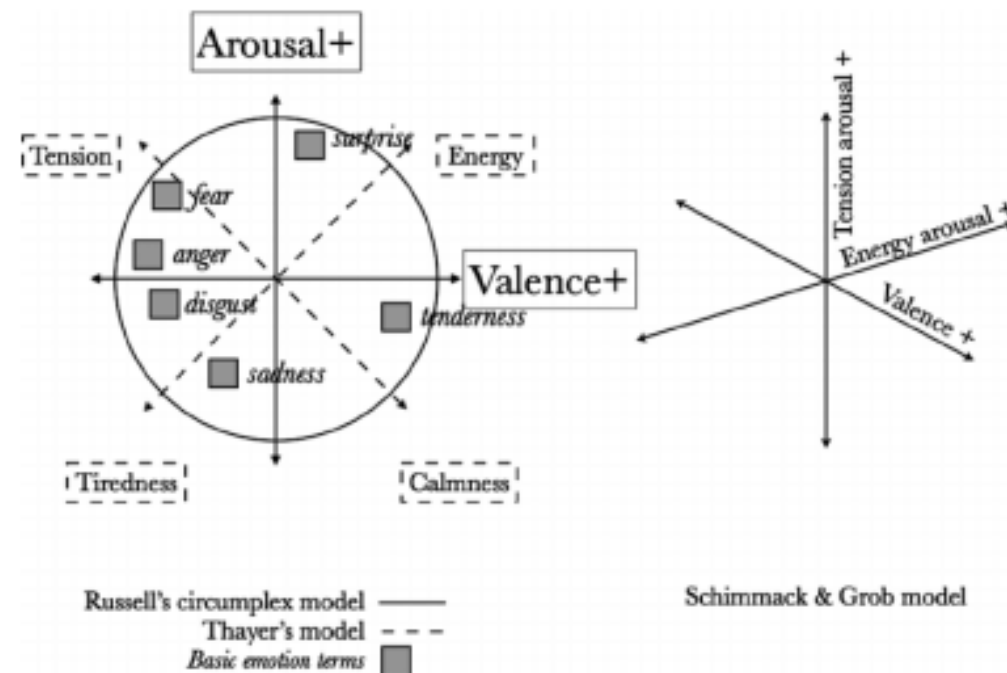 Arousal+
Tension
surprise
Energy
fear
anger
Valence+
disgust
tenderness
sadness
Tiredness
Calmness
Russell's circumplex model
Thayer's model
Basic emotion terms
Tension arousal +
Energy arousal +
Valence +
Schimmack & Grob model